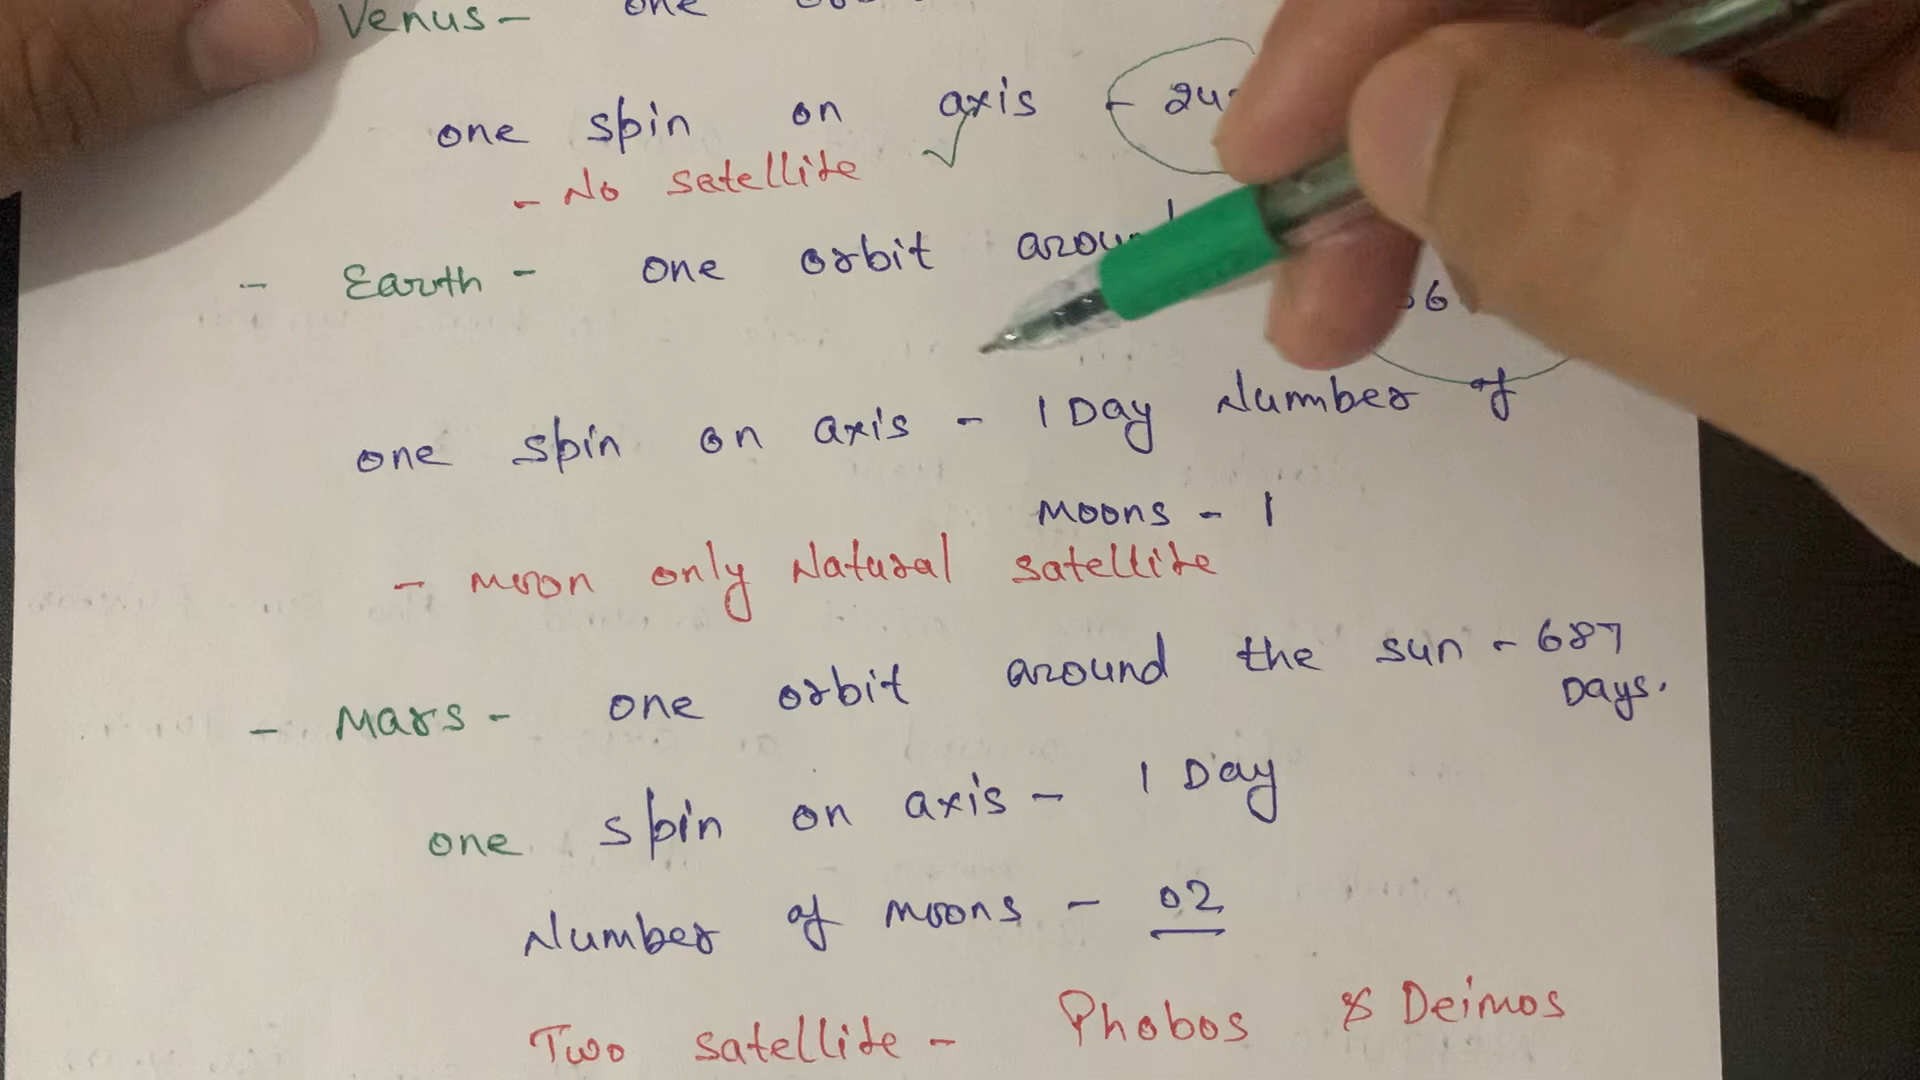 Venus - one
one spin on axis -
- No satellite ✓
- Earth - one orbit
one spin on axis - 1 Day Number of
Moons - 1
- Moon only Natural satellite
- Mars - one orbit around the sun - 687
Days.
one spin on axis - 1 Day
Number of Moons - 02
Two satellite - Phobos & Deimos